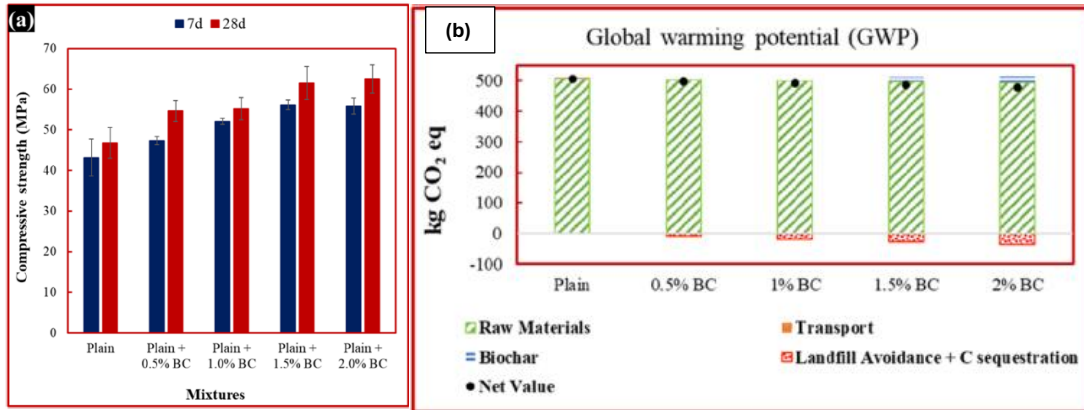 (a)
7d 28d
Compressive strength (MPa)
70
60
50
40
30
20
10
0
Plain
Plain +
0.5% BC
Plain +
1.0% BC
Plain +
1.5% BC
Plain +
2.0% BC
Mixtures
(b)
Global warming potential (GWP)
kg CO₂ eq
500
400
300
200
100
0
-100
Plain
0.5% BC
1% BC
1.5% BC
2% BC
Raw Materials
Transport
Biochar
Landfill Avoidance + C sequestration
Net Value